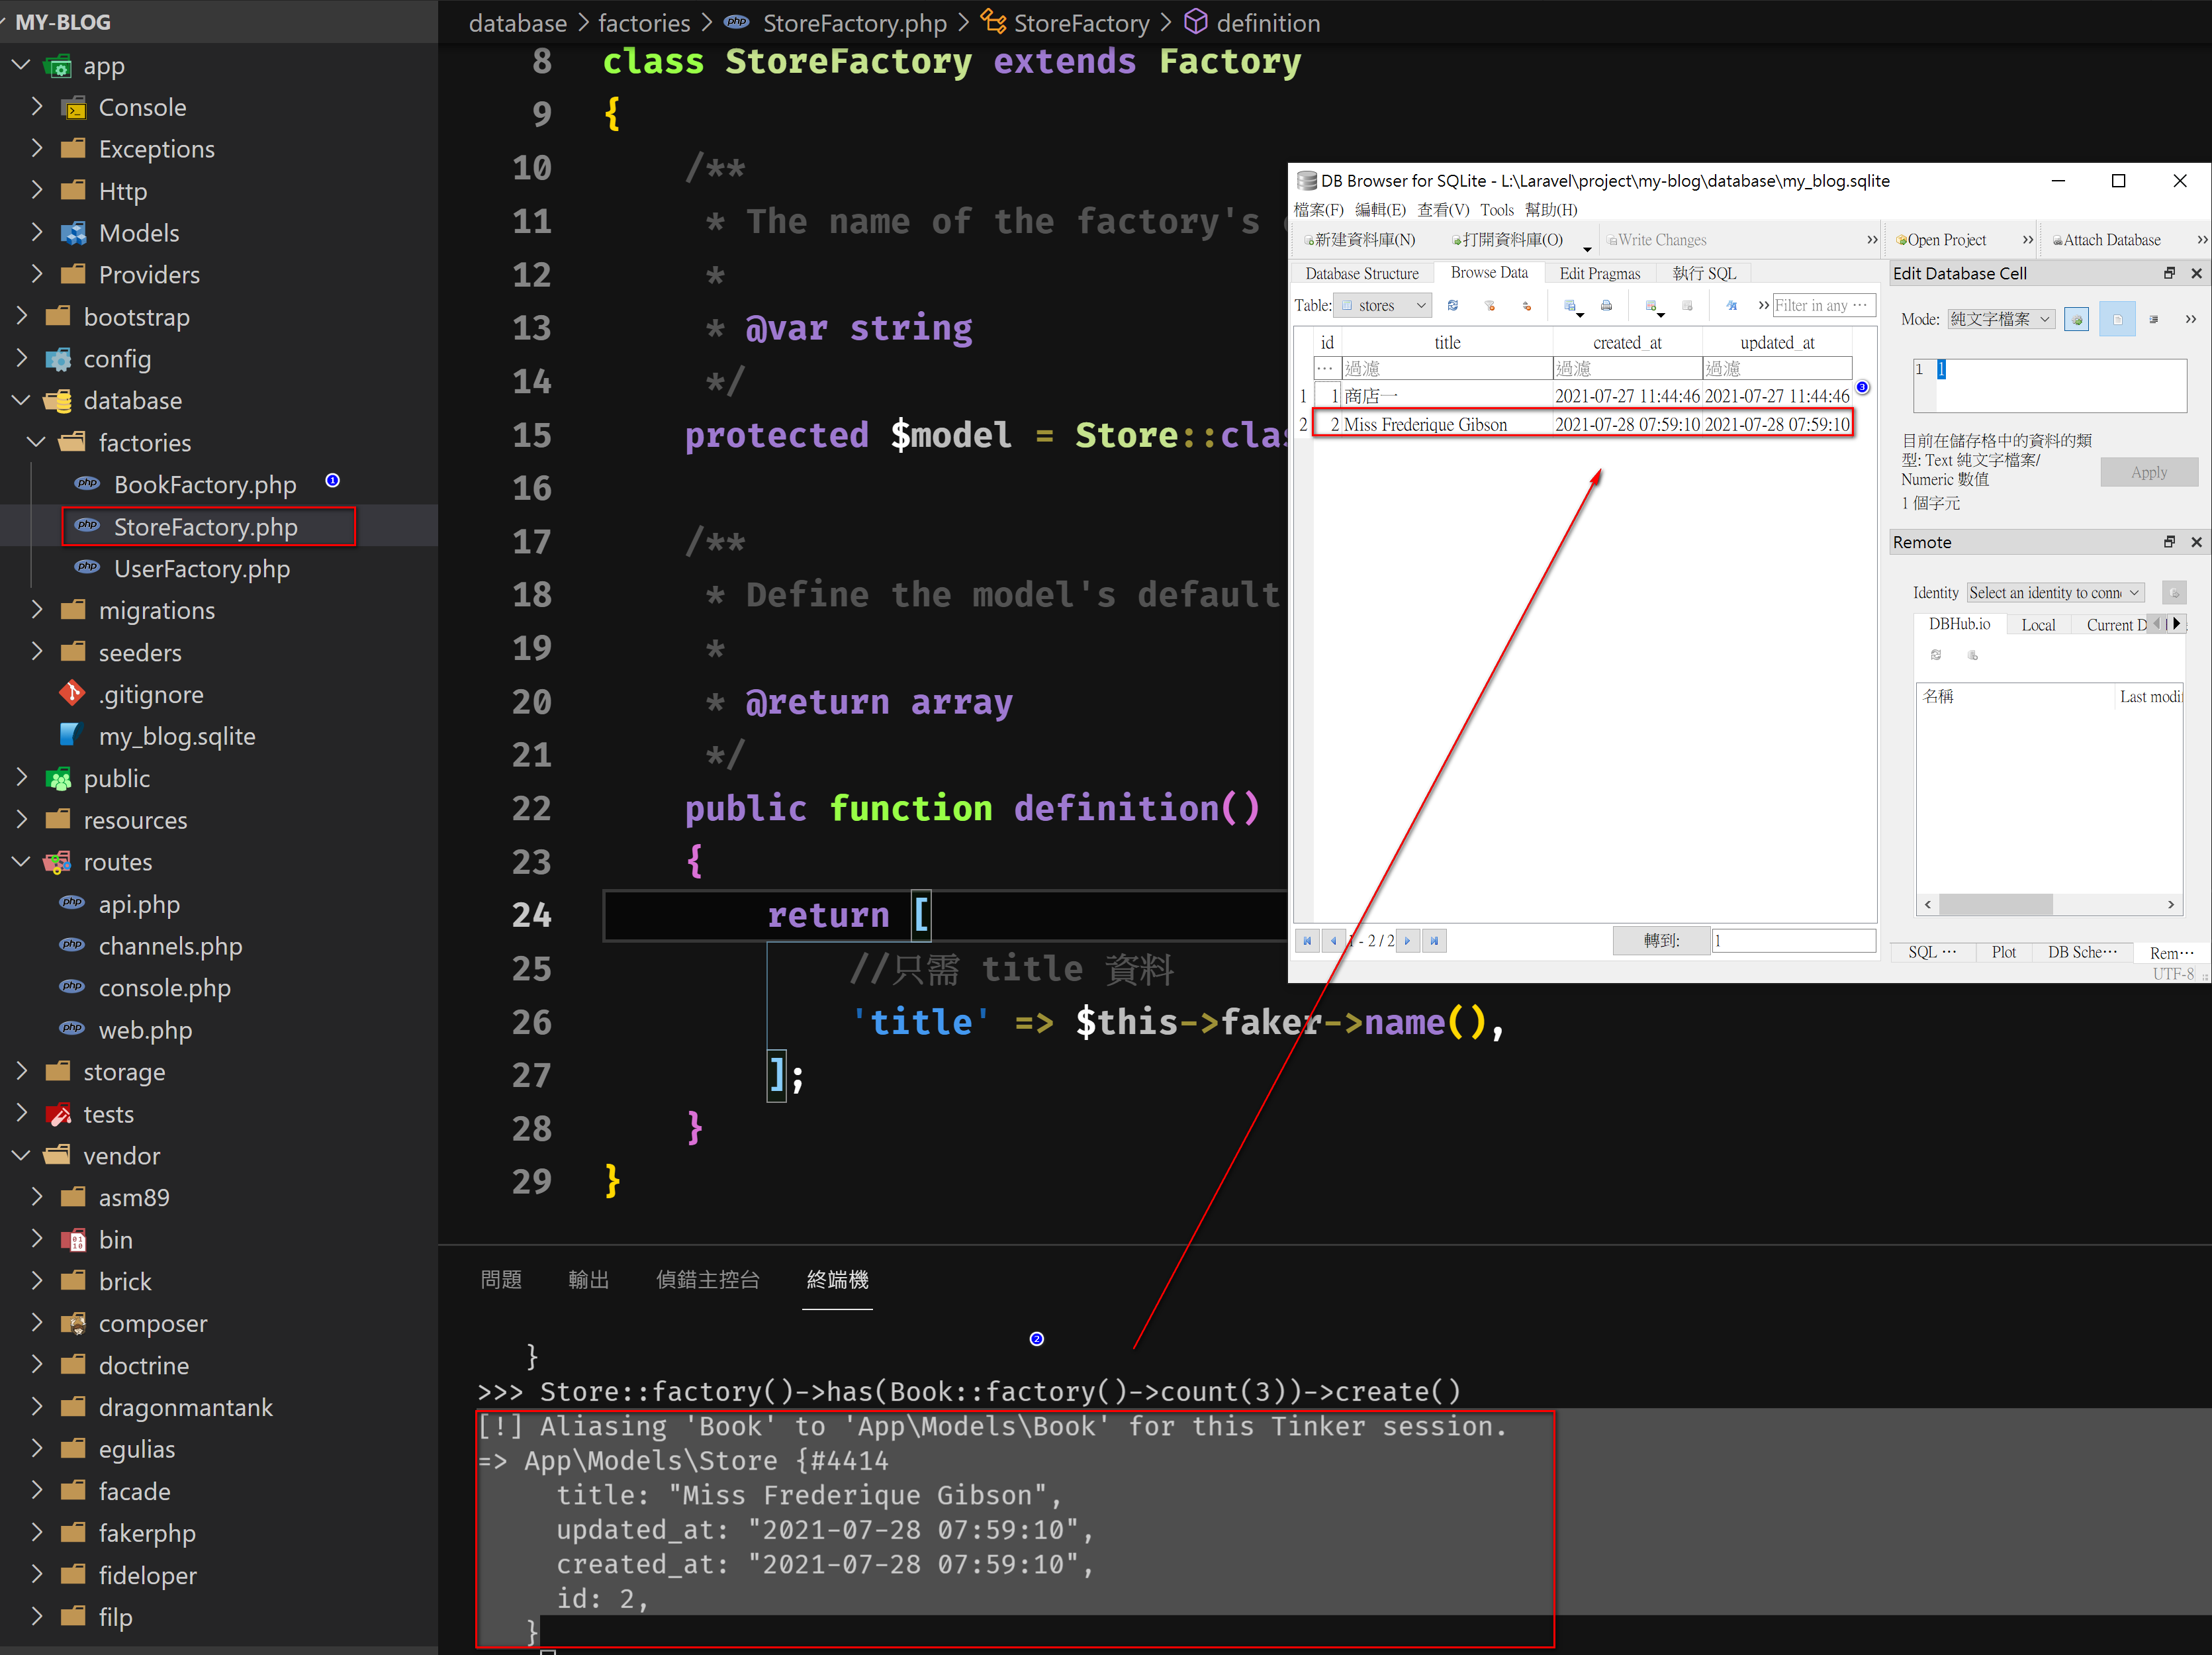 MY-BLOG
app
Console
Exceptions
Http
Models
Providers
bootstrap
config
database
factories
BookFactory.php
1
StoreFactory.php
UserFactory.php
migrations
seeders
.gitignore
my_blog.sqlite
public
resources
routes
api.php
channels.php
console.php
web.php
storage
tests
vendor
asm89
bin
brick
composer
doctrine
dragonmantank
egulias
facade
fakerphp
fideloper
filp
database > factories > StoreFactory.php > StoreFactory > definition
8 class StoreFactory extends Factory
9 {
10 /**
11 * The name of the factory's
12 *
13 * @var string
14 */
15 protected $model = Store::clas
16
17 /**
18 * Define the model's default
19 *
20 * @return array
21 */
22 public function definition()
23 {
24 return [
25 //只需 title 資料
26 'title' => $this->faker->name(),
27 ];
28 }
29 }
DB Browser for SQLite - L:\Laravel\project\my-blog\database\my_blog.sqlite
檔案(F) 編輯(E) 查看(V) Tools 幫助(H)
新建資料庫(N) 打開資料庫(O) Write Changes » Open Project » Attach Database »
Database Structure Browse Data Edit Pragmas 執行 SQL
Table: stores » Filter in any ...
id title created_at updated_at
... 過濾 過濾 過濾
1 1 商店一 2021-07-27 11:44:46 2021-07-27 11:44:46
3
2 2 Miss Frederique Gibson 2021-07-28 07:59:10 2021-07-28 07:59:10
1 - 2 / 2 轉到: 1
Edit Database Cell
Mode: 純文字檔案 »
1 1
目前在儲存格中的資料的類
型: Text 純文字檔案/
Numeric 數值
1 個字元
Apply
Remote
Identity Select an identity to conn
DBHub.io Local Current D
名稱 Last modi
SQL ... Plot DB Sche... Rem...
UTF-8
問題 輸出 偵錯主控台 終端機
2
}
>>> Store::factory()->has(Book::factory()->count(3))->create()
[!] Aliasing 'Book' to 'App\Models\Book' for this Tinker session.
=> App\Models\Store {#4414
title: "Miss Frederique Gibson",
updated_at: "2021-07-28 07:59:10",
created_at: "2021-07-28 07:59:10",
id: 2,
}